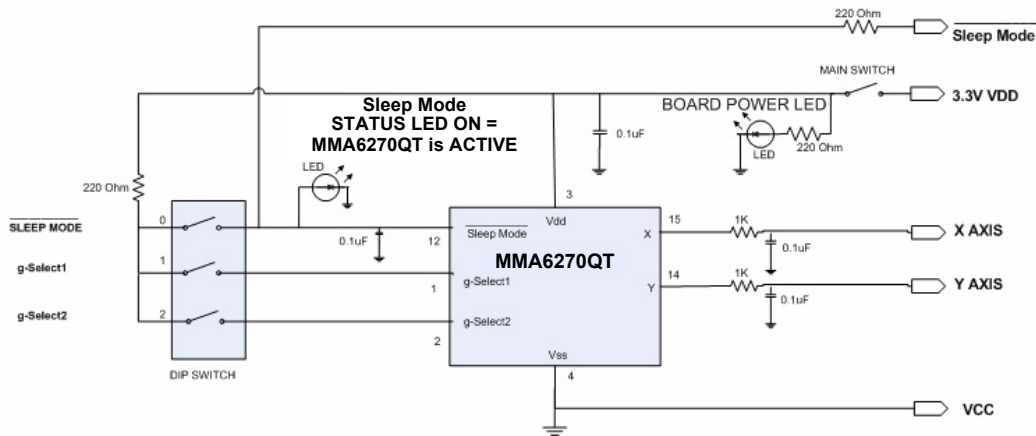 220 Ohm
Sleep Mode
MAIN SWITCH
3.3V VDD
Sleep Mode
STATUS LED ON =
MMA6270QT is ACTIVE
BOARD POWER LED
0.1uF
LED
220 Ohm
LED
220 Ohm
3
SLEEP MODE
0
0.1uF
12
Vdd
Sleep Mode
X
15
1K
X AXIS
MMA6270QT
0.1uF
g-Select1
1
1
g-Select1
Y
14
1K
Y AXIS
0.1uF
g-Select2
2
2
g-Select2
Vss
4
DIP SWITCH
VCC